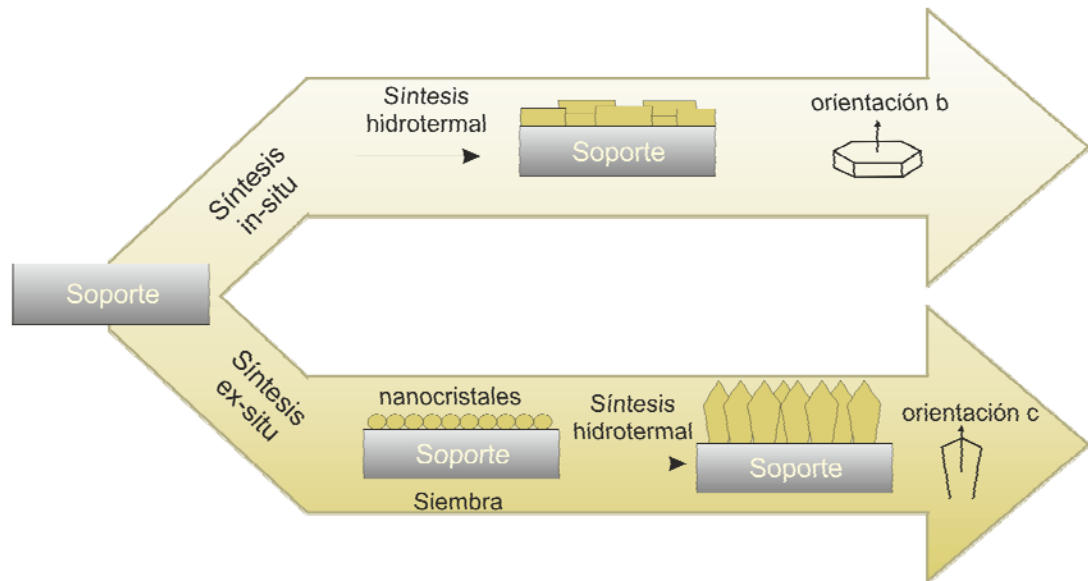 Soporte
Síntesis
in-situ
Síntesis
hidrotermal
Soporte
orientación b
Síntesis
ex-situ
nanocristales
Soporte
Siembra
Síntesis
hidrotermal
Soporte
orientación c